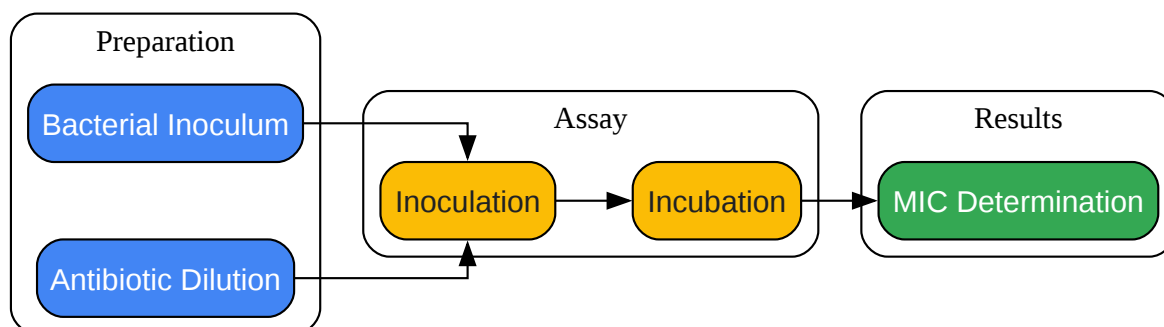 Preparation
Bacterial Inoculum
Antibiotic Dilution
Assay
Inoculation
Incubation
Results
MIC Determination